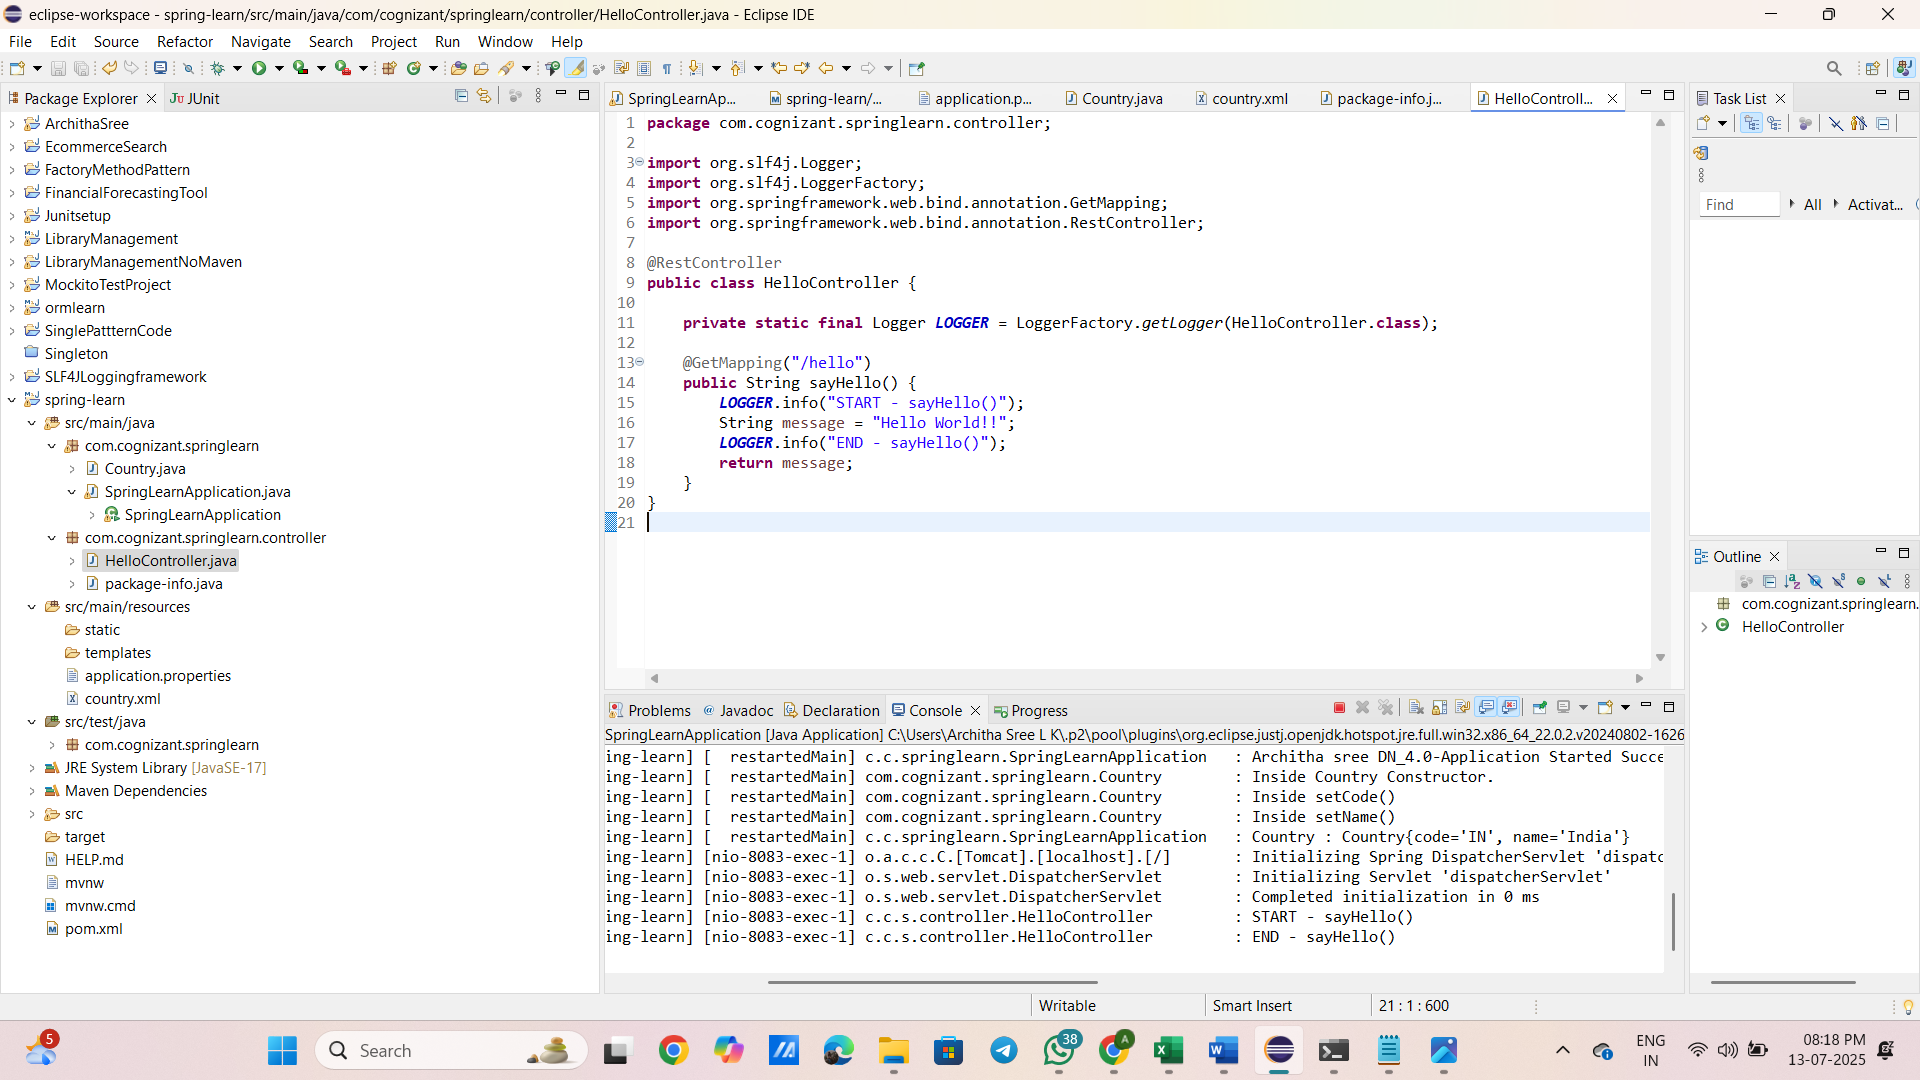 eclipse-workspace - spring-learn/src/main/java/com/cognizant/springlearn/controller/HelloController.java - Eclipse IDE
File Edit Source Refactor Navigate Search Project Run Window Help
Package Explorer JUnit
ArchithaSree
EcommerceSearch
FactoryMethodPattern
FinancialForecastingTool
Junitsetup
LibraryManagement
LibraryManagementNoMaven
MockitoTestProject
ormlearn
SinglePattternCode
Singleton
SLF4JLoggingframework
spring-learn
src/main/java
com.cognizant.springlearn
Country.java
SpringLearnApplication.java
SpringLearnApplication
com.cognizant.springlearn.controller
HelloController.java
package-info.java
src/main/resources
static
templates
application.properties
country.xml
src/test/java
com.cognizant.springlearn
JRE System Library [JavaSE-17]
Maven Dependencies
src
target
HELP.md
mvnw
mvnw.cmd
pom.xml
SpringLearnAp... spring-learn/... application.p... Country.java country.xml package-info.j... HelloControll...
1 package com.cognizant.springlearn.controller;
2
3 import org.slf4j.Logger;
4 import org.slf4j.LoggerFactory;
5 import org.springframework.web.bind.annotation.GetMapping;
6 import org.springframework.web.bind.annotation.RestController;
7
8 @RestController
9 public class HelloController {
10
11 private static final Logger LOGGER = LoggerFactory.getLogger(HelloController.class);
12
13 @GetMapping("/hello")
14 public String sayHello() {
15 LOGGER.info("START - sayHello()");
16 String message = "Hello World!!";
17 LOGGER.info("END - sayHello()");
18 return message;
19 }
20 }
21
Task List
Find All Activat...
Outline
com.cognizant.springlearn.
HelloController
Problems Javadoc Declaration Console Progress
SpringLearnApplication [Java Application] C:\Users\Architha Sree L K\.p2\pool\plugins\org.eclipse.justj.openjdk.hotspot.jre.full.win32.x86_64_22.0.2.v20240802-1626
ing-learn] [ restartedMain] c.c.springlearn.SpringLearnApplication : Architha sree DN_4.0-Application Started Succe
ing-learn] [ restartedMain] com.cognizant.springlearn.Country : Inside Country Constructor.
ing-learn] [ restartedMain] com.cognizant.springlearn.Country : Inside setCode()
ing-learn] [ restartedMain] com.cognizant.springlearn.Country : Inside setName()
ing-learn] [ restartedMain] c.c.springlearn.SpringLearnApplication : Country : Country{code='IN', name='India'}
ing-learn] [nio-8083-exec-1] o.a.c.c.C.[Tomcat].[localhost].[/] : Initializing Spring DispatcherServlet 'dispatc
ing-learn] [nio-8083-exec-1] o.s.web.servlet.DispatcherServlet : Initializing Servlet 'dispatcherServlet'
ing-learn] [nio-8083-exec-1] o.s.web.servlet.DispatcherServlet : Completed initialization in 0 ms
ing-learn] [nio-8083-exec-1] c.c.s.controller.HelloController : START - sayHello()
ing-learn] [nio-8083-exec-1] c.c.s.controller.HelloController : END - sayHello()
Writable Smart Insert 21 : 1 : 600
5 Search 38 A ENG 08:18 PM
IN 13-07-2025